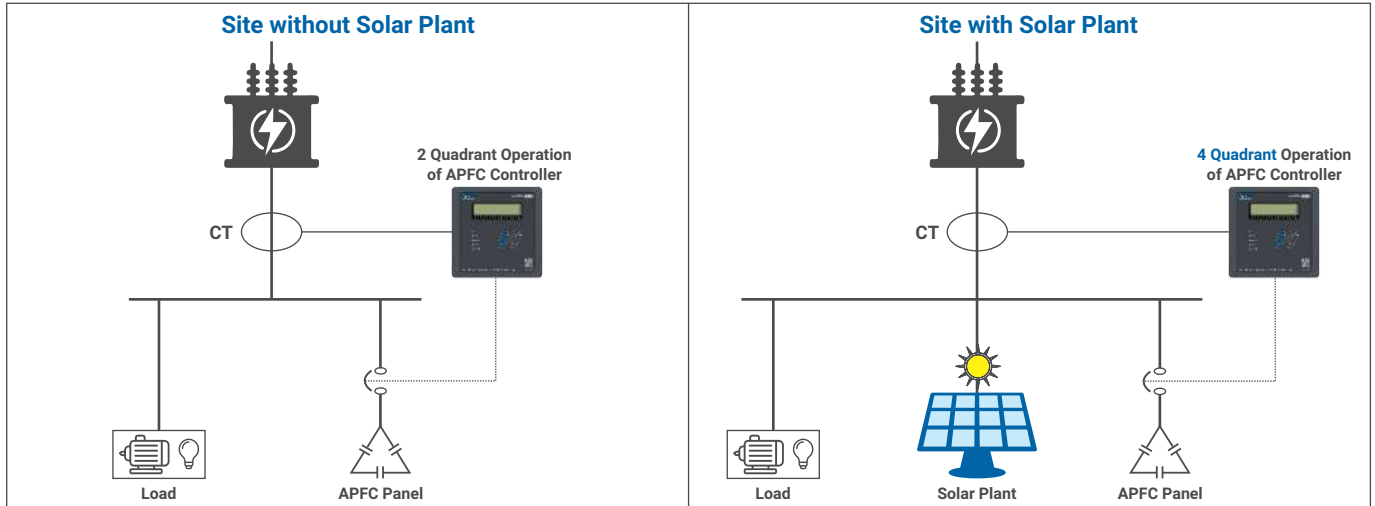 Site without Solar Plant
2 Quadrant Operation
of APFC Controller
CT
Load
APFC Panel
Site with Solar Plant
4 Quadrant Operation
of APFC Controller
CT
Load
Solar Plant
APFC Panel